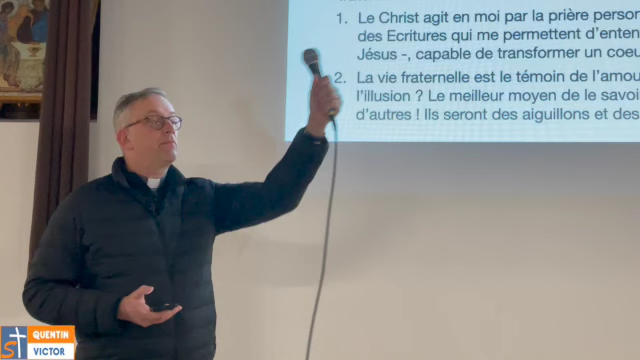 1. Le Christ agit en moi par la prière person
des Ecritures qui me permettent d'enten
Jésus -, capable de transformer un coeu
2. La vie fraternelle est le témoin de l'amou
l'illusion ? Le meilleur moyen de le savoi
d'autres ! Ils seront des aiguillons et des
QUENTIN
VICTOR